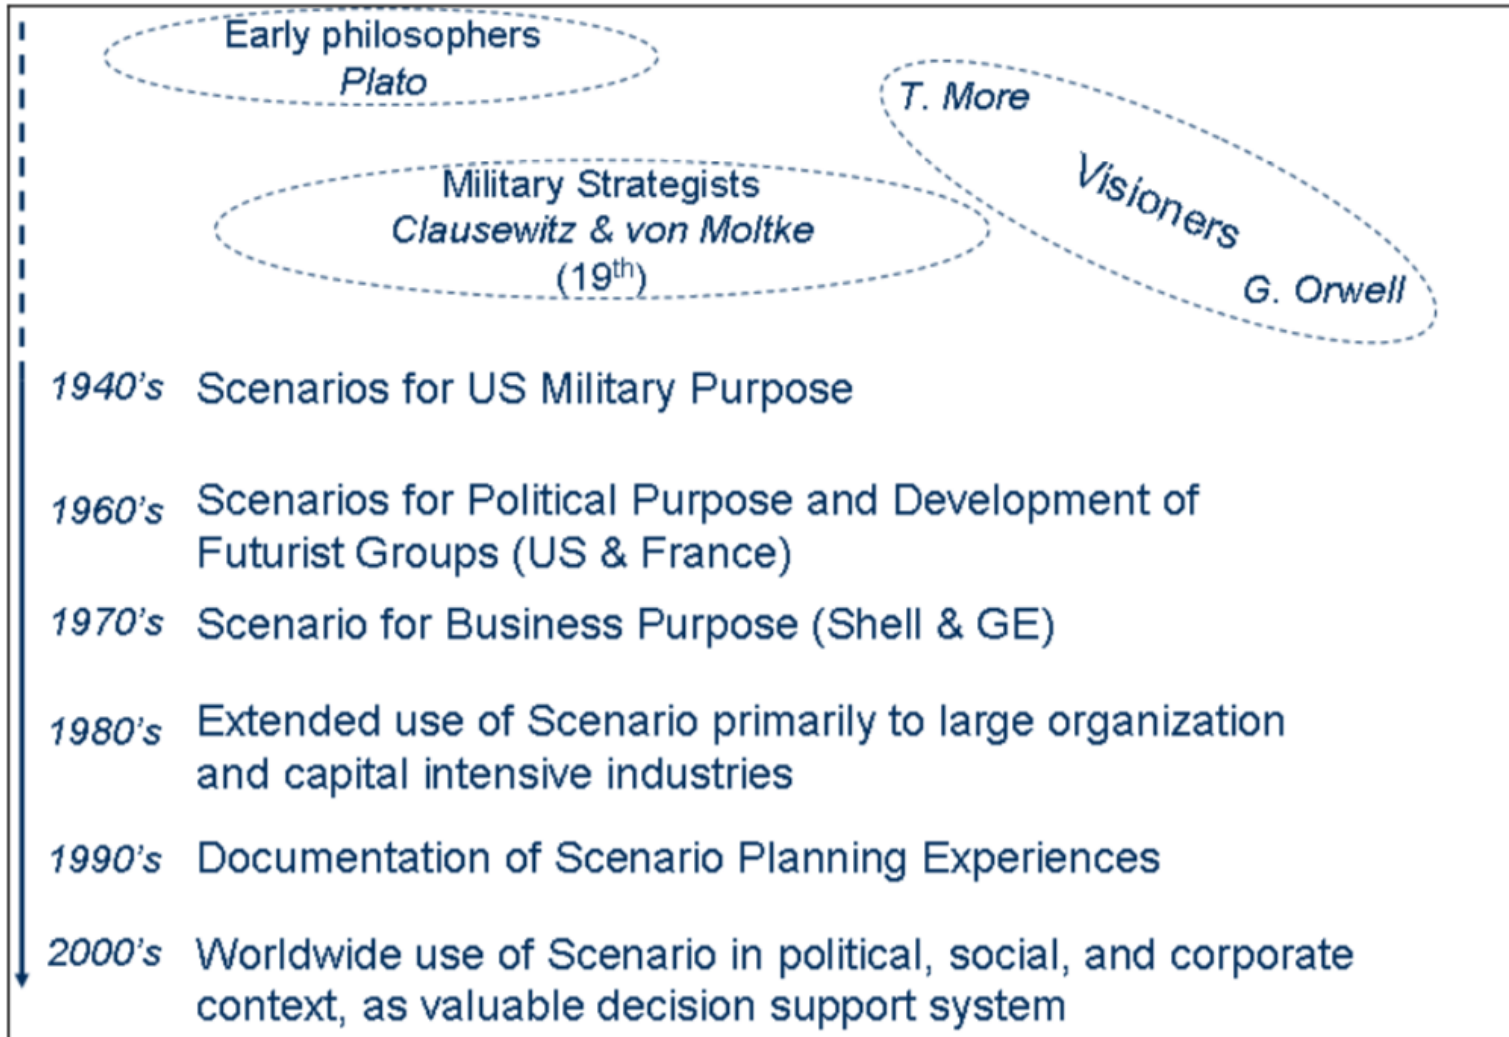 Early philosophers
Plato
T. More
Visioners
G. Orwell
Military Strategists
Clausewitz & von Moltke
(19th)
1940's Scenarios for US Military Purpose
1960's Scenarios for Political Purpose and Development of
Futurist Groups (US & France)
1970's Scenario for Business Purpose (Shell & GE)
1980's Extended use of Scenario primarily to large organization
and capital intensive industries
1990's Documentation of Scenario Planning Experiences
2000's Worldwide use of Scenario in political, social, and corporate
context, as valuable decision support system